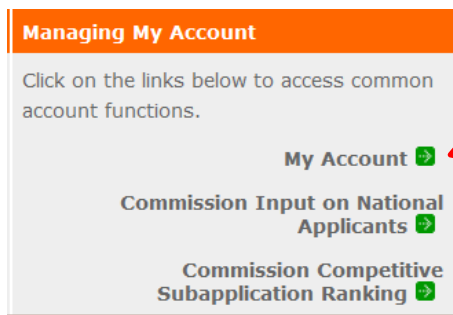 Managing My Account
Click on the links below to access common
account functions.
My Account
Commission Input on National
Applicants
Commission Competitive
Subapplication Ranking